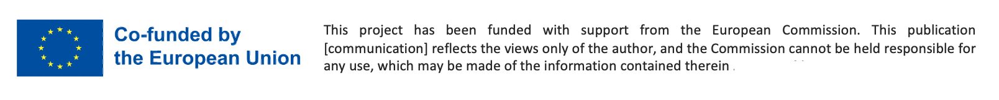 Co-funded by
the European Union
This project has been funded with support from the European Commission. This publication
[communication] reflects the views only of the author, and the Commission cannot be held responsible for
any use, which may be made of the information contained therein .